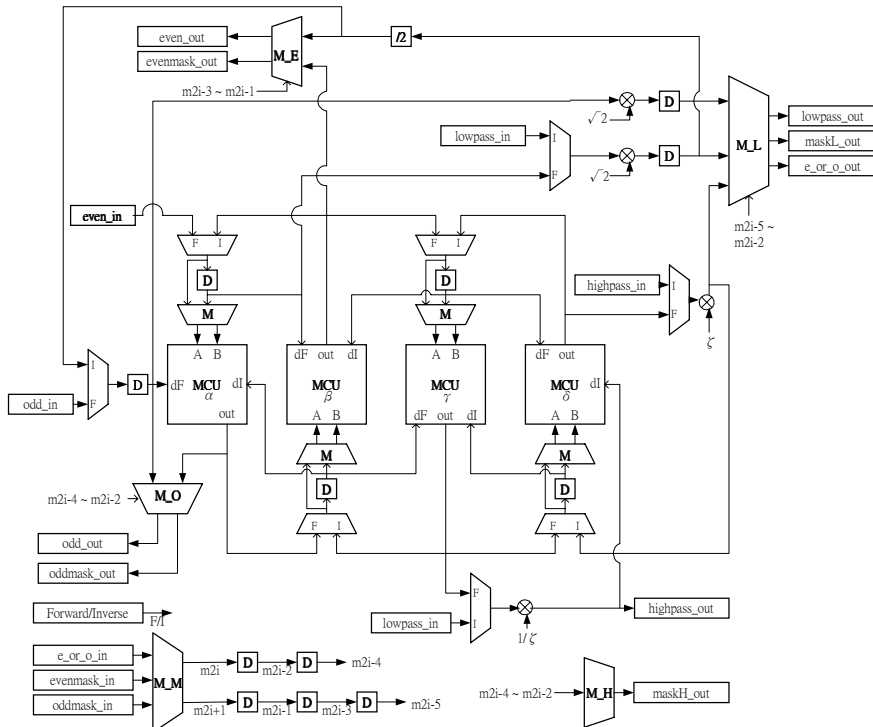 even_out
evenmask_out
M_E
/2
m2i-3 ~ m2i-1
√2
D
M_L
lowpass_out
maskL_out
e_or_o_out
lowpass_in
I
F
√2
D
m2i-5 ~
m2i-2
even_in
F I
F I
D
D
highpass_in
I
F
ζ
M
M
A B
dF out dI
A B
dF out dI
I
F
D
odd_in
dF
MCU
α
dI
out
MCU
β
A B
MCU
γ
dF out dI
MCU
δ
dI
A B
M
M
D
D
F I
F I
m2i-4 ~ m2i-2
M_O
odd_out
oddmask_out
Forward/Inverse
F/I
lowpass_in
F
I
1/ζ
highpass_out
e_or_o_in
evenmask_in
oddmask_in
M_M
m2i
D
m2i-2
D
m2i-4
m2i+1
D
m2i-1
D
m2i-3
D
m2i-5
m2i-4 ~ m2i-2
M_H
maskH_out